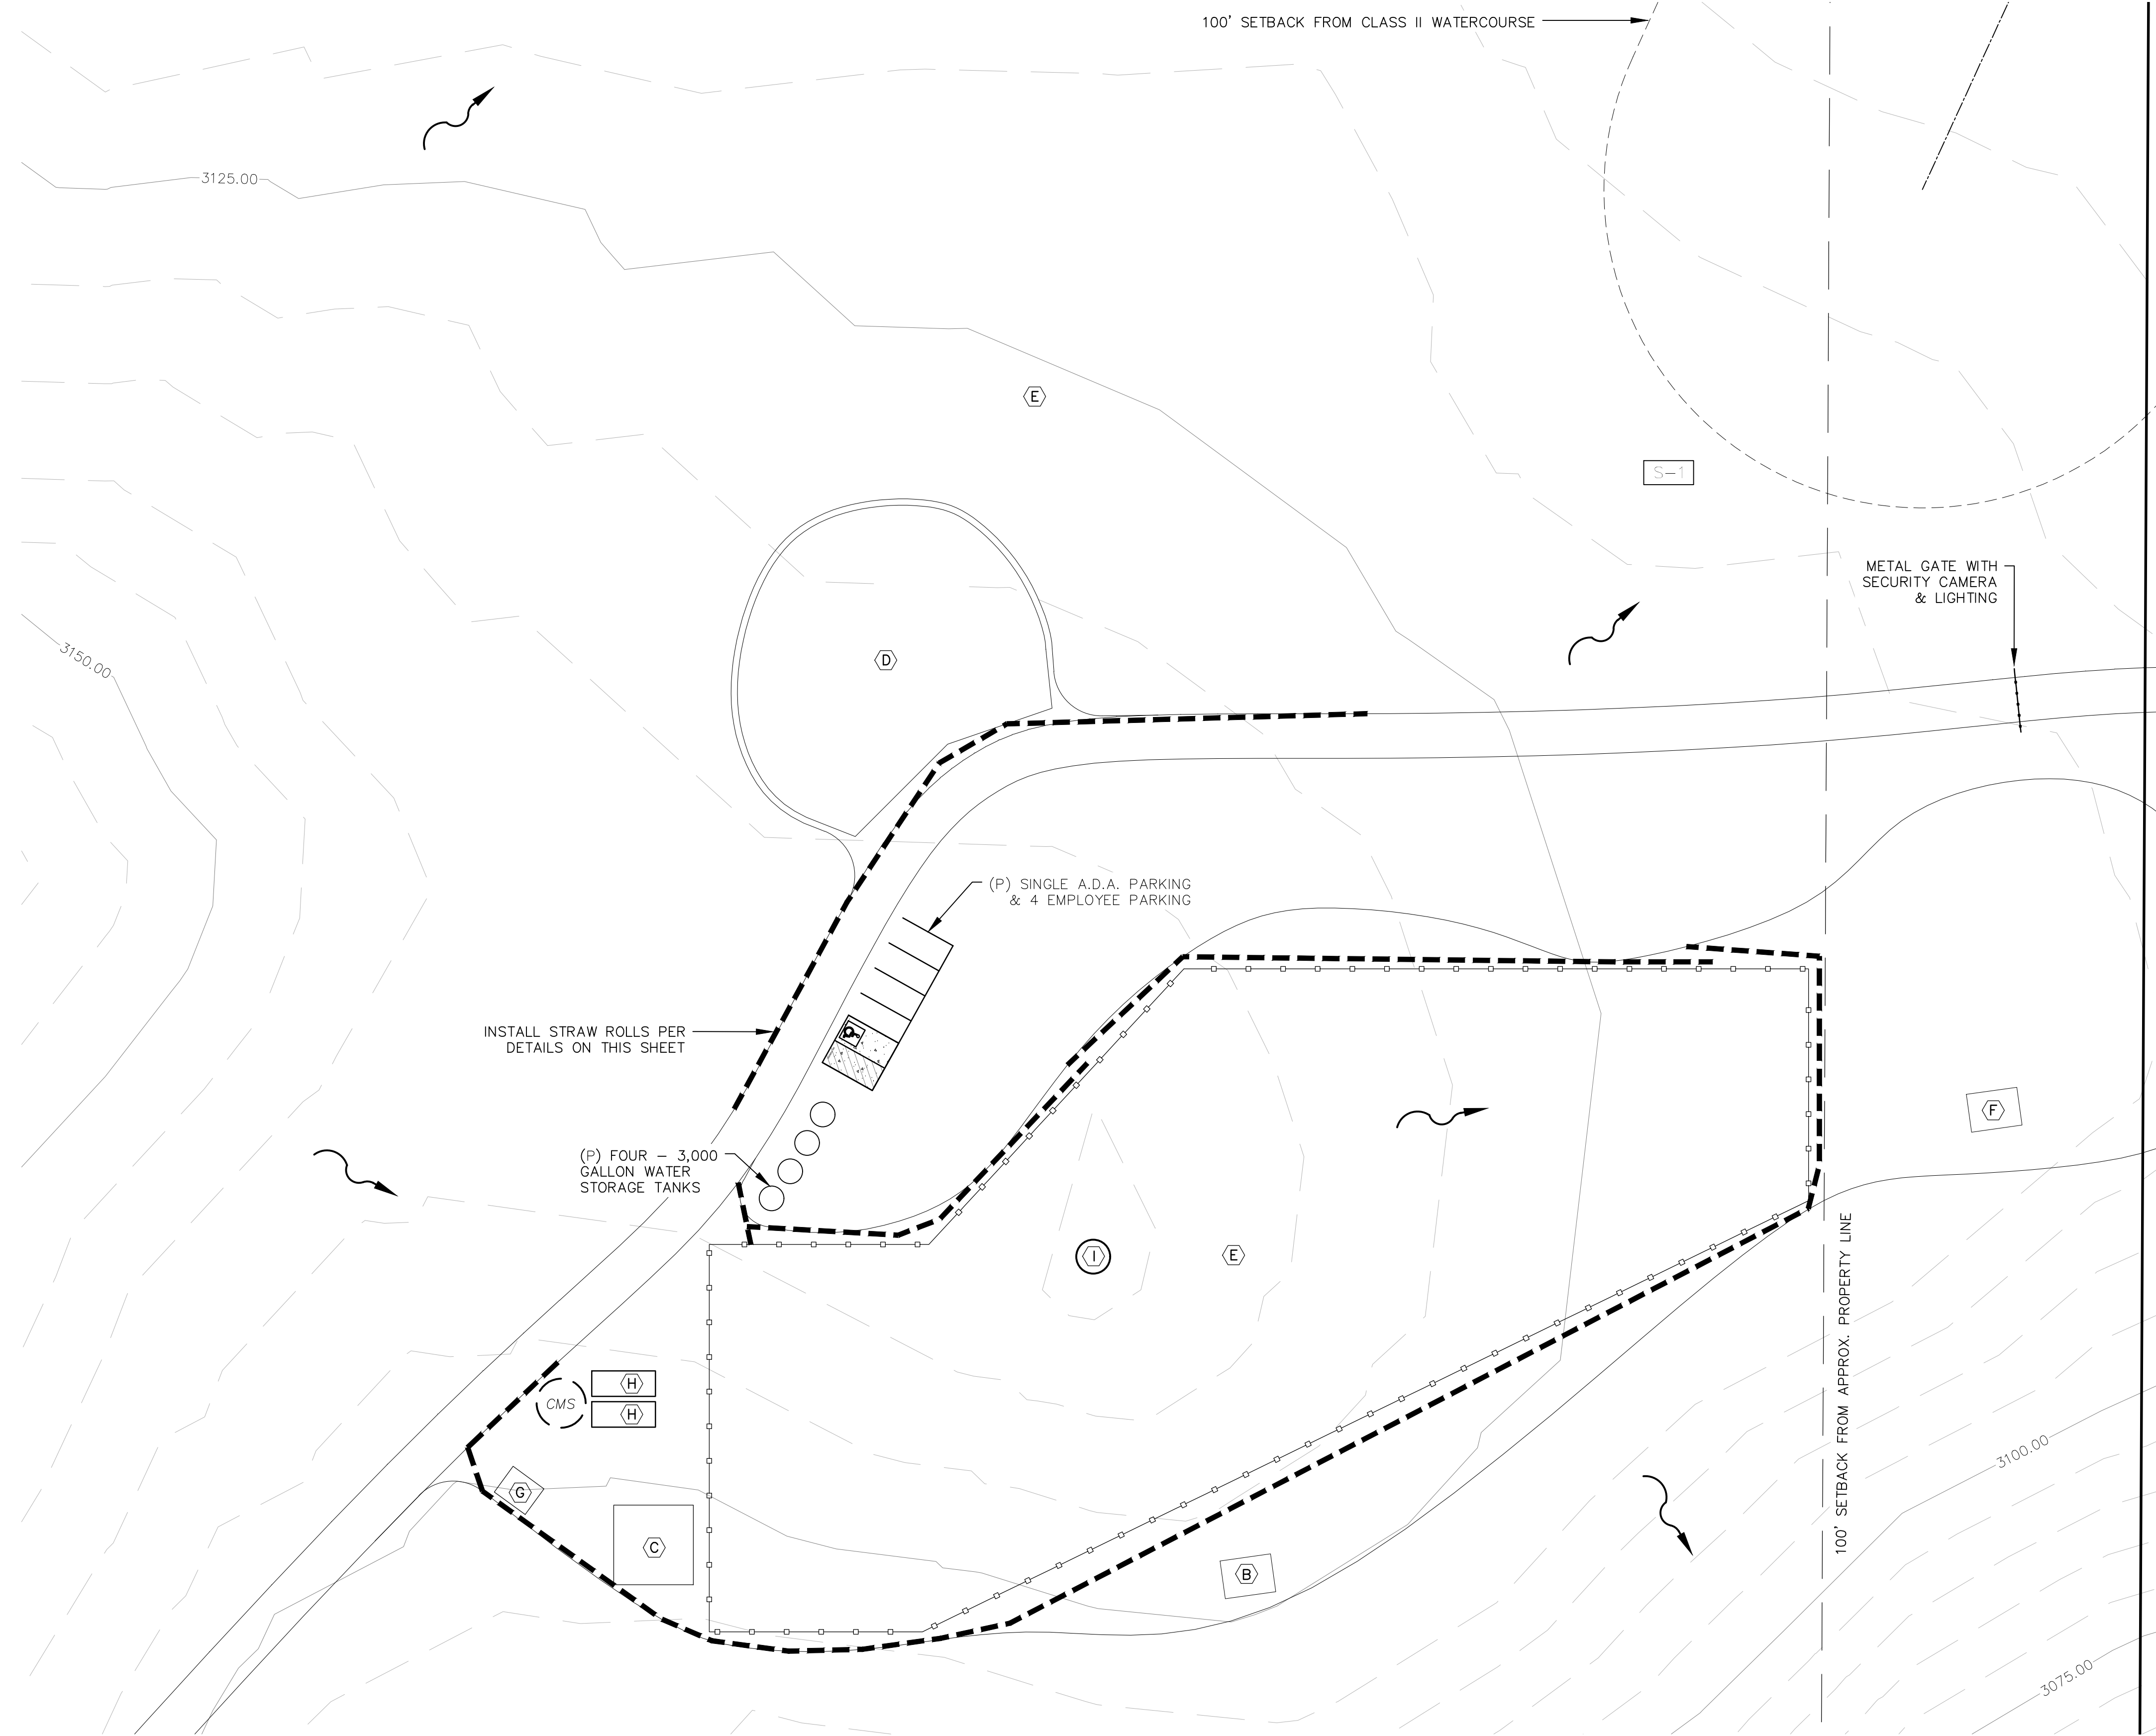 100' SETBACK FROM CLASS II WATERCOURSE
3125.00
E
S-1
METAL GATE WITH
SECURITY CAMERA
& LIGHTING
3150.00
D
(P) SINGLE A.D.A. PARKING
& 4 EMPLOYEE PARKING
INSTALL STRAW ROLLS PER
DETAILS ON THIS SHEET
(P) FOUR - 3,000
GALLON WATER
STORAGE TANKS
F
I
E
100' SETBACK FROM APPROX. PROPERTY LINE
H
CMS
H
3100.00
G
C
B
3075.00